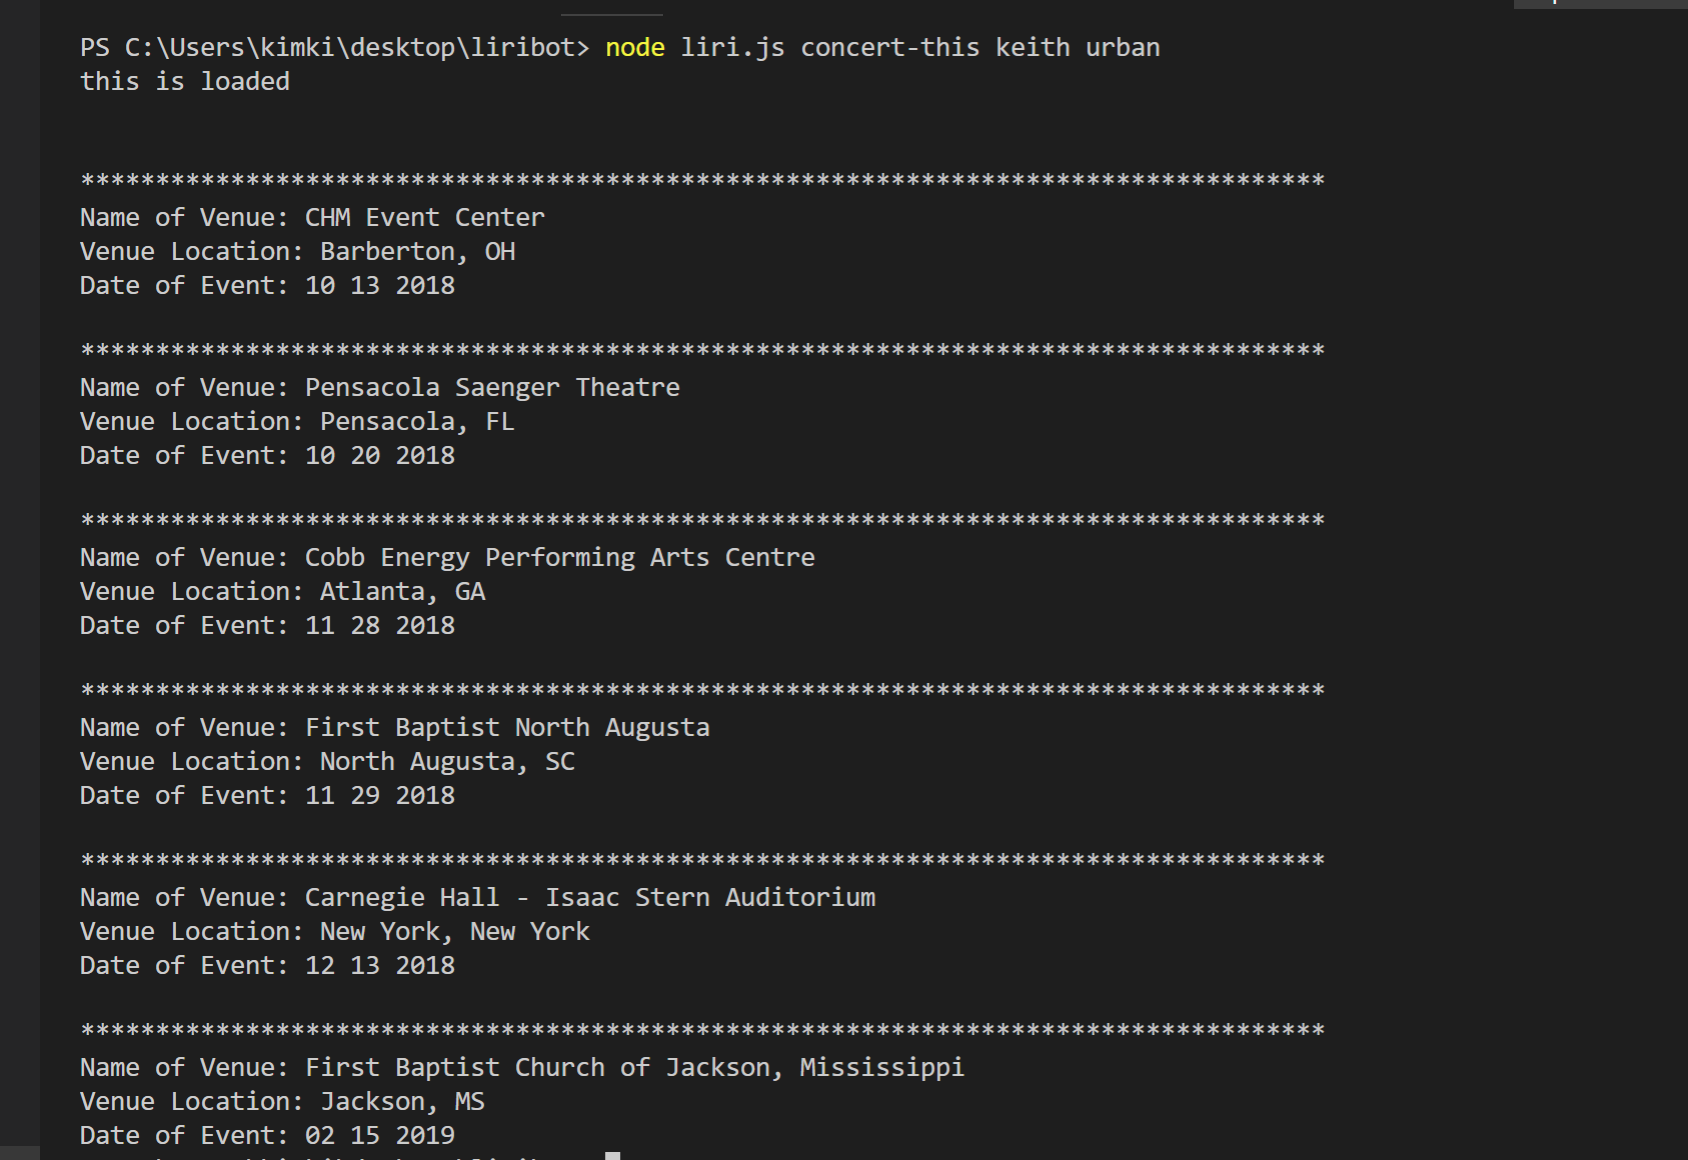 PS C:\Users\kimki\desktop\liribot> node liri.js concert-this keith urban
this is loaded
***********************************************************************************
Name of Venue: CHM Event Center
Venue Location: Barberton, OH
Date of Event: 10 13 2018
***********************************************************************************
Name of Venue: Pensacola Saenger Theatre
Venue Location: Pensacola, FL
Date of Event: 10 20 2018
***********************************************************************************
Name of Venue: Cobb Energy Performing Arts Centre
Venue Location: Atlanta, GA
Date of Event: 11 28 2018
***********************************************************************************
Name of Venue: First Baptist North Augusta
Venue Location: North Augusta, SC
Date of Event: 11 29 2018
***********************************************************************************
Name of Venue: Carnegie Hall - Isaac Stern Auditorium
Venue Location: New York, New York
Date of Event: 12 13 2018
***********************************************************************************
Name of Venue: First Baptist Church of Jackson, Mississippi
Venue Location: Jackson, MS
Date of Event: 02 15 2019